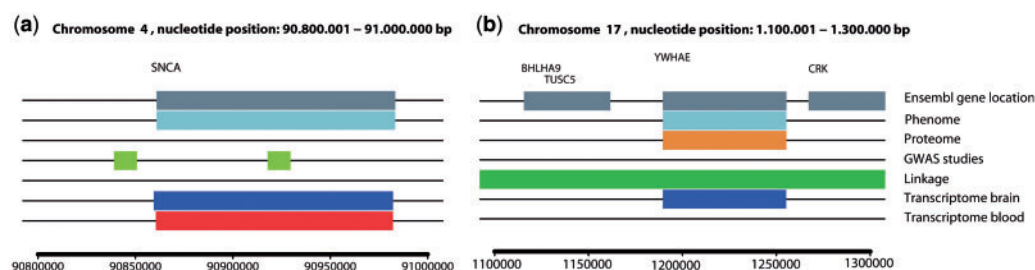 (a) Chromosome 4 , nucleotide position: 90.800.001 – 91.000.000 bp
SNCA
90800000 90850000 90900000 90950000 91000000
(b) Chromosome 17 , nucleotide position: 1.100.001 – 1.300.000 bp
YWHAE
BHLHA9 CRK
TUSC5
Ensembl gene location
Phenome
Proteome
GWAS studies
Linkage
Transcriptome brain
Transcriptome blood
1100000 1150000 1200000 1250000 1300000